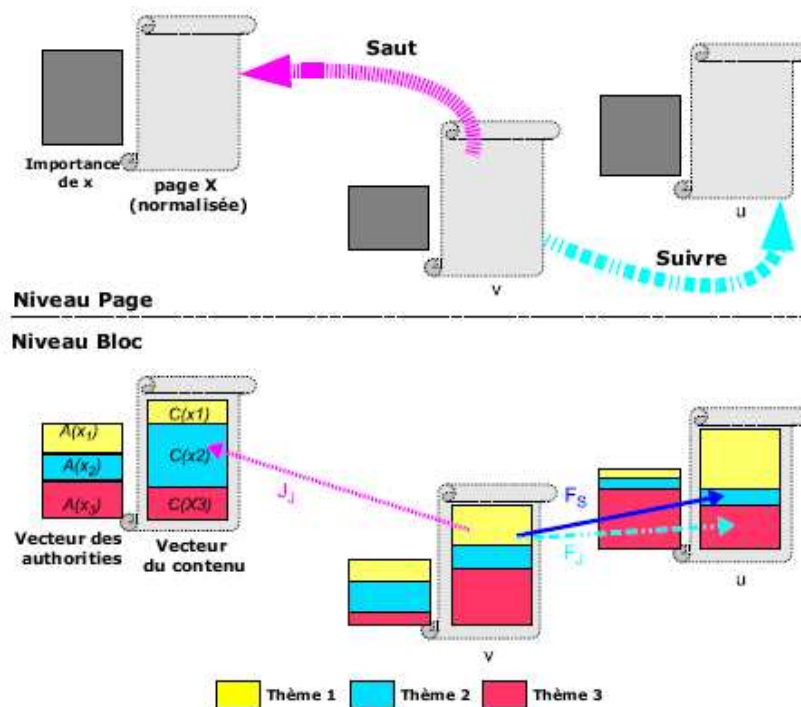 Saut
Importance
de x
page X
(normalisée)
u
Suivre
v
Niveau Page
Niveau Bloc
A(x1)
C(x1)
A(x2)
C(x2)
A(x3)
C(X3)
JJ
FS
FJ
Vecteur des
authorities
Vecteur
du contenu
u
v
Thème 1
Thème 2
Thème 3